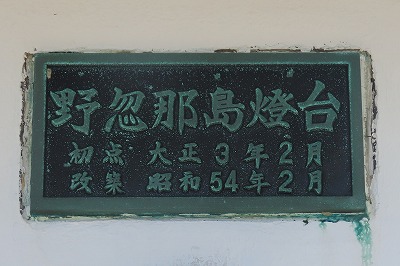 野忽那島燈台
初点 大正3年2月
改築 昭和54年2月